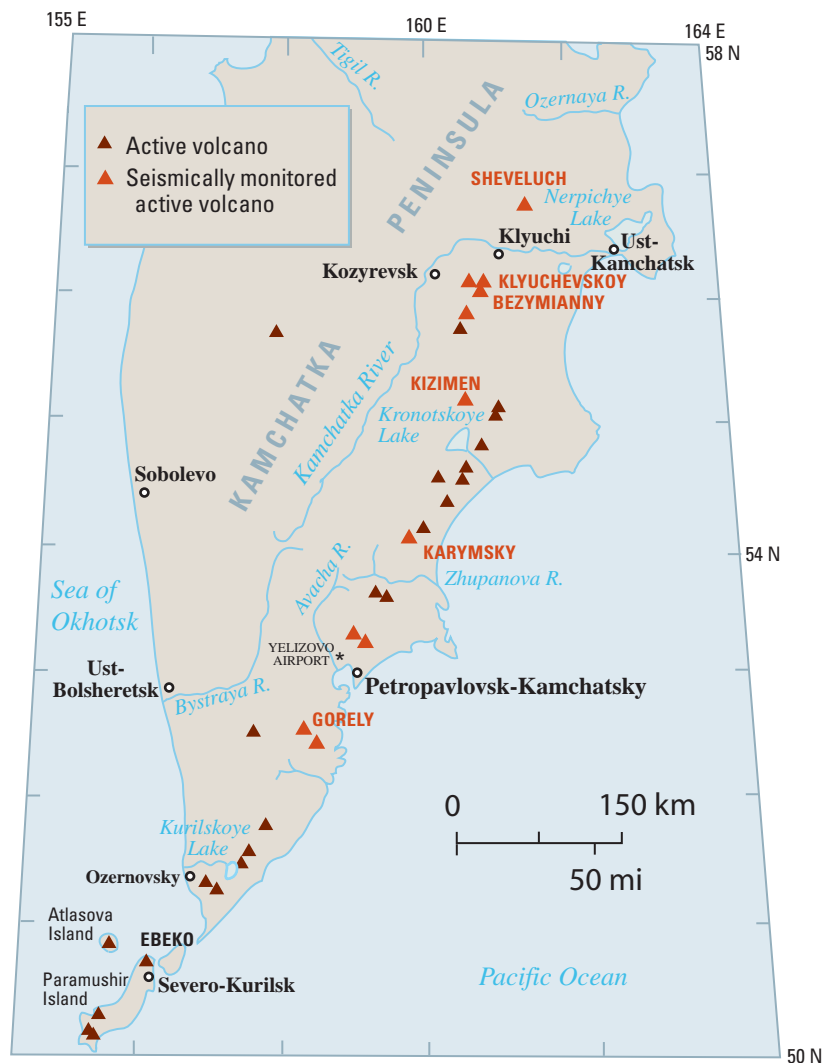 155 E
160 E
164 E
58 N
Tigil R.
Ozernaya R.
PENINSULA
Active volcano
Seismically monitored
active volcano
SHEVELUCH
Nerpichye
Lake
Klyuchi
Ust-
Kamchatsk
Kozyrevsk
KLYUCHEVSKOY
BEZYMIANNY
KAMCHATKA
Kamchatka River
KIZIMEN
Kronotskoye
Lake
Sobolevo
KARYMSKY
54 N
Zhupanova R.
Avacha R.
Sea of
Okhotsk
YELIZOVO
AIRPORT *
Ust-
Bolsheretsk
Petropavlovsk-Kamchatsky
Bystraya R.
GORELY
0 150 km
50 mi
Kurilskoye
Lake
Ozernovsky
Atlasova
Island
EBEKO
Paramushir
Island
Severo-Kurilsk
Pacific Ocean
50 N